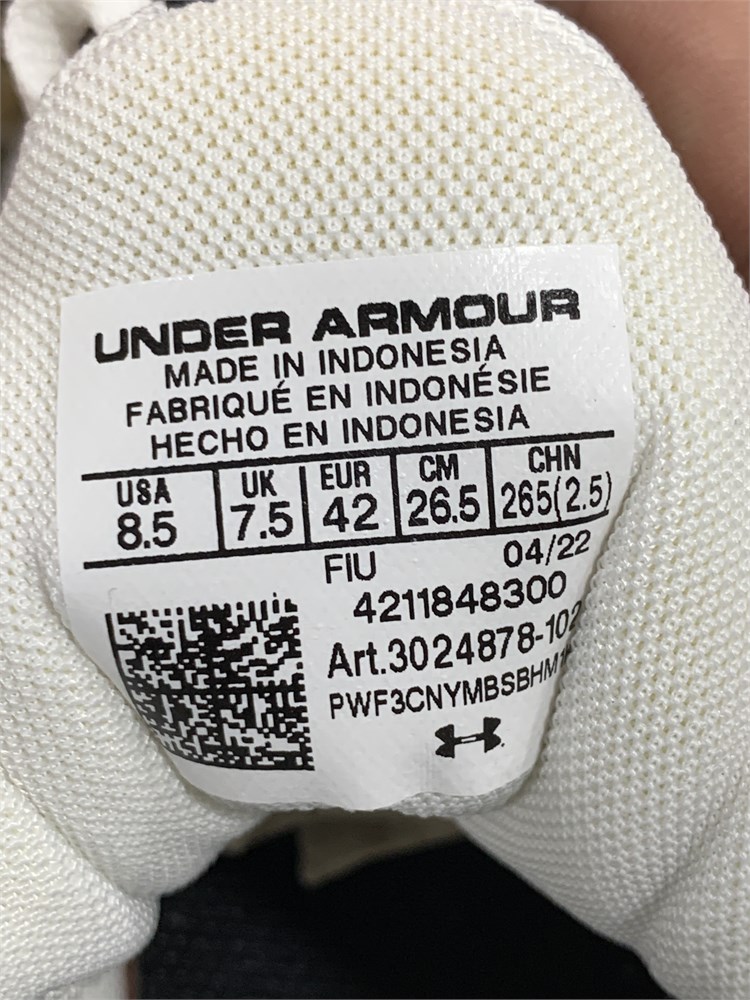 UNDER ARMOUR
MADE IN INDONESIA
FABRIQUÉ EN INDONÉSIE
HECHO EN INDONESIA
USA UK EUR CM CHN
8.5 7.5 42 26.5 265(2.5)
FIU 04/22
4211848300
Art.3024878-102